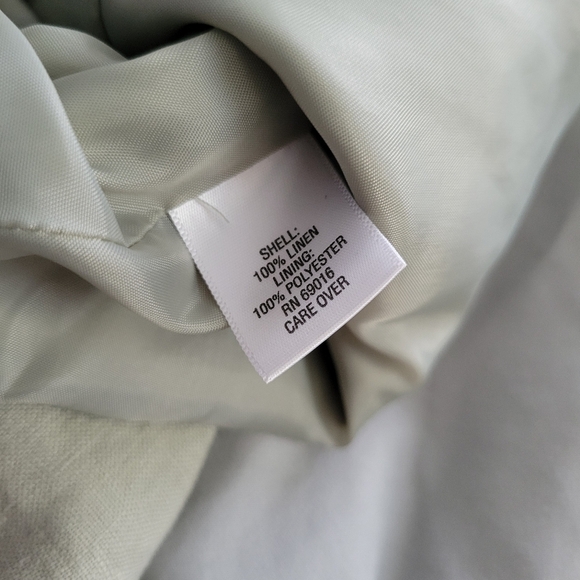 SHELL:
100% LINEN
LINING:
100% POLYESTER
RN 69016
CARE OVER